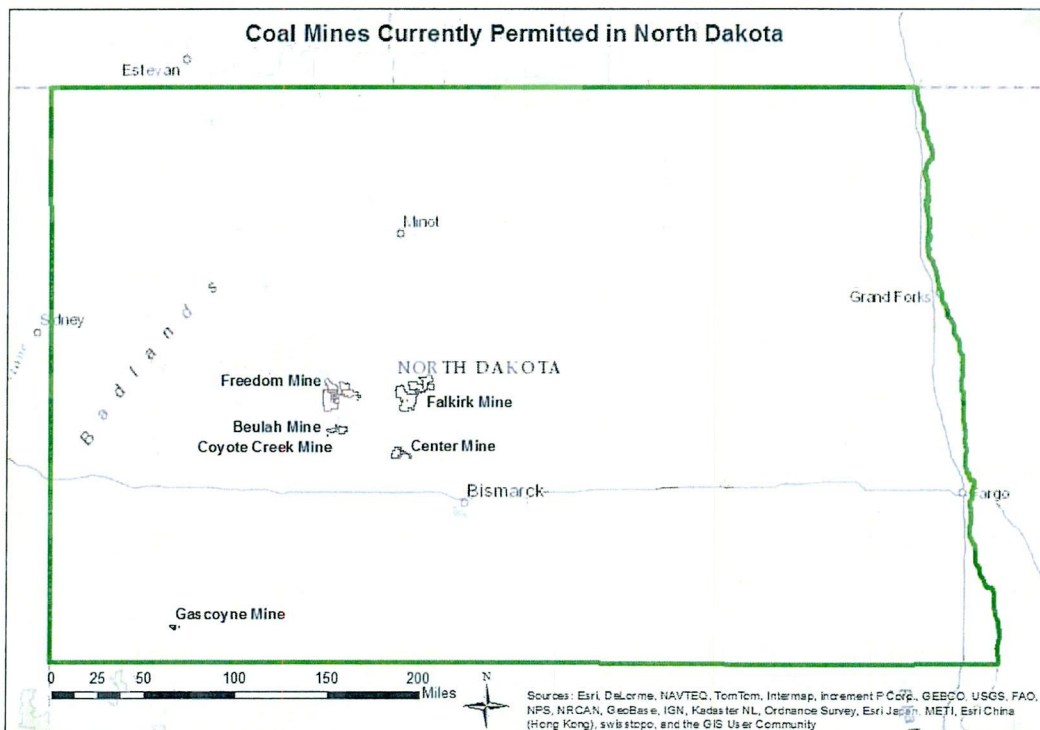 Coal Mines Currently Permitted in North Dakota
Estevan
Minot
Grand Forks
Sidney
Badlands
NORTH DAKOTA
Freedom Mine
Falkirk Mine
Beulah Mine
Coyote Creek Mine
Center Mine
Bismarck
Fargo
Gascoyne Mine
0 25 50 100 150 200
Miles
N
Sources: Esri, DeLorme, NAVTEQ, TomTom, Intermap, increment P Corp., GEBCO, USGS, FAO,
NPS, NRCAN, GeoBase, IGN, Kadaster NL, Ordnance Survey, Esri Japan, METI, Esri China
(Hong Kong), swisstopo, and the GIS User Community